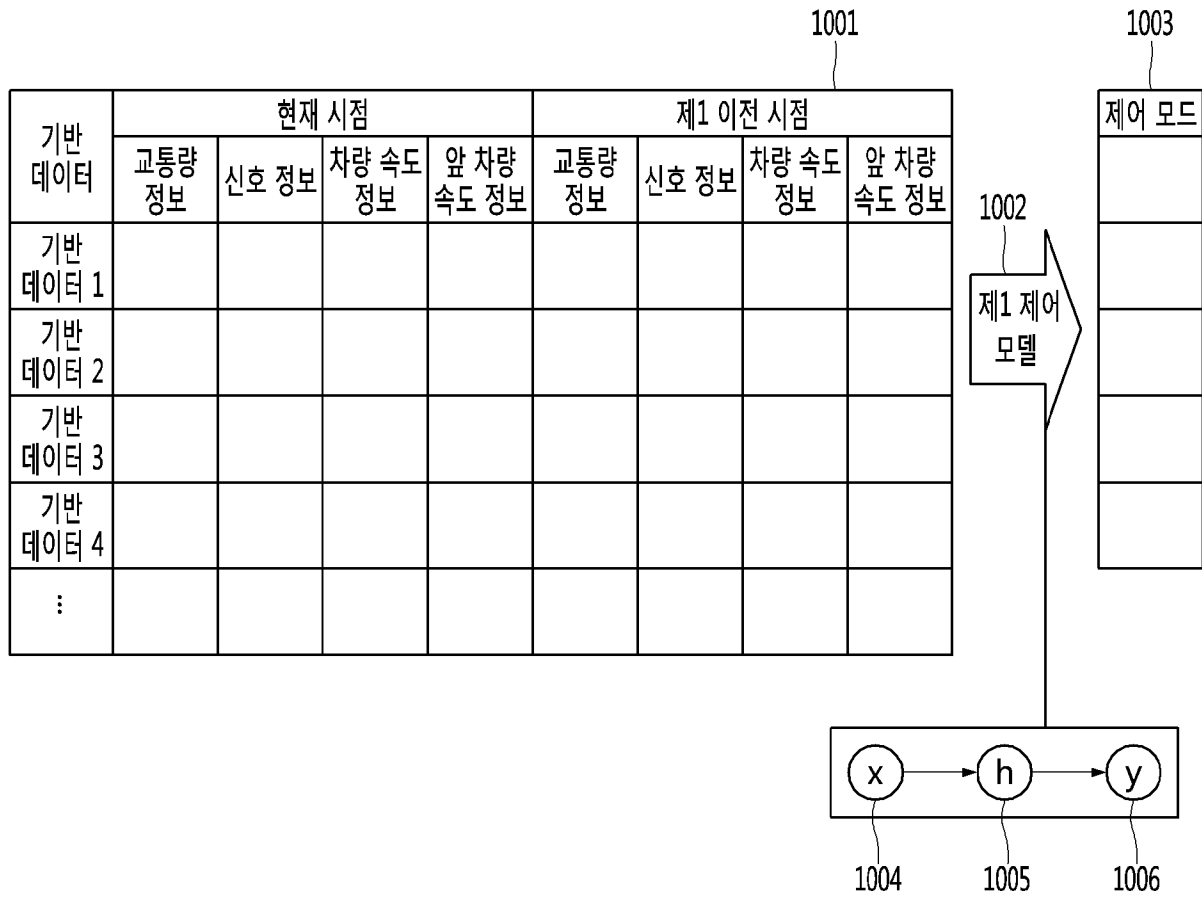 1001
1003
기반
데이터
현재 시점
제1 이전 시점
제어 모드
교통량
정보
신호 정보
차량 속도
정보
앞 차량
속도 정보
교통량
정보
신호 정보
차량 속도
정보
앞 차량
속도 정보
1002
기반
데이터 1
제1 제어
모델
기반
데이터 2
기반
데이터 3
기반
데이터 4
⋮
x
h
y
1004
1005
1006